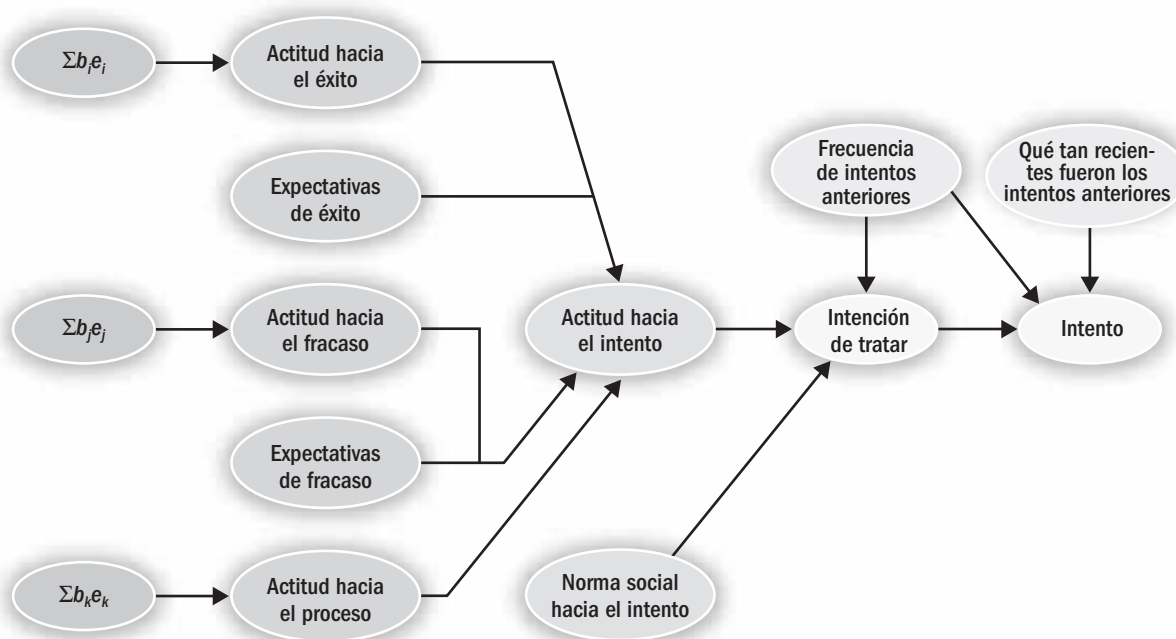 Σbᵢeᵢ
Actitud hacia
el éxito
Expectativas
de éxito
Frecuencia
de intentos
anteriores
Qué tan recien-
tes fueron los
intentos anteriores
Σbⱼeⱼ
Actitud hacia
el fracaso
Actitud hacia
el intento
Intención
de tratar
Intento
Expectativas
de fracaso
Σbₖeₖ
Actitud hacia
el proceso
Norma social
hacia el intento